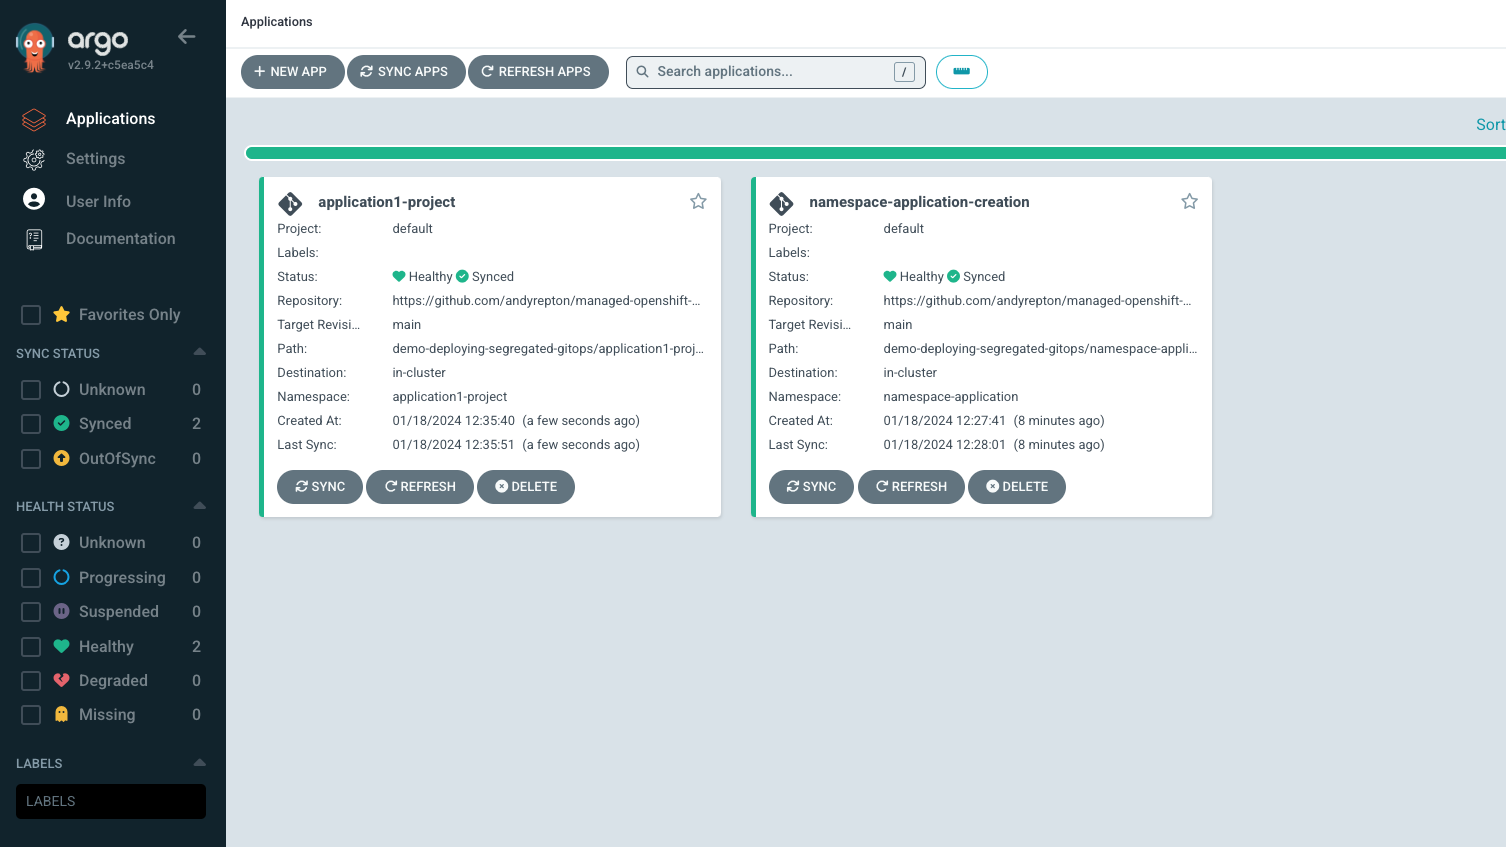 argo
v2.9.2+c5ea5c4
Applications
Settings
User Info
Documentation
Favorites Only
SYNC STATUS
Unknown 0
Synced 2
OutOfSync 0
HEALTH STATUS
Unknown 0
Progressing 0
Suspended 0
Healthy 2
Degraded 0
Missing 0
LABELS
LABELS
Applications
+ NEW APP SYNC APPS REFRESH APPS Search applications... /
Sort
application1-project
Project: default
Labels:
Status: Healthy Synced
Repository: https://github.com/andyrepton/managed-openshift-...
Target Revisi... main
Path: demo-deploying-segregated-gitops/application1-proj...
Destination: in-cluster
Namespace: application1-project
Created At: 01/18/2024 12:35:40 (a few seconds ago)
Last Sync: 01/18/2024 12:35:51 (a few seconds ago)
SYNC REFRESH DELETE
namespace-application-creation
Project: default
Labels:
Status: Healthy Synced
Repository: https://github.com/andyrepton/managed-openshift-...
Target Revisi... main
Path: demo-deploying-segregated-gitops/namespace-appli...
Destination: in-cluster
Namespace: namespace-application
Created At: 01/18/2024 12:27:41 (8 minutes ago)
Last Sync: 01/18/2024 12:28:01 (8 minutes ago)
SYNC REFRESH DELETE